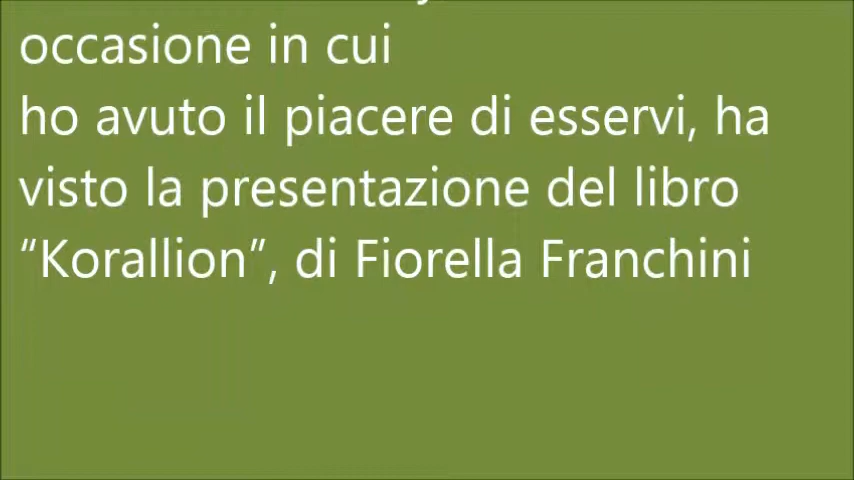 occasione in cui
ho avuto il piacere di esservi, ha
visto la presentazione del libro
“Korallion”, di Fiorella Franchini